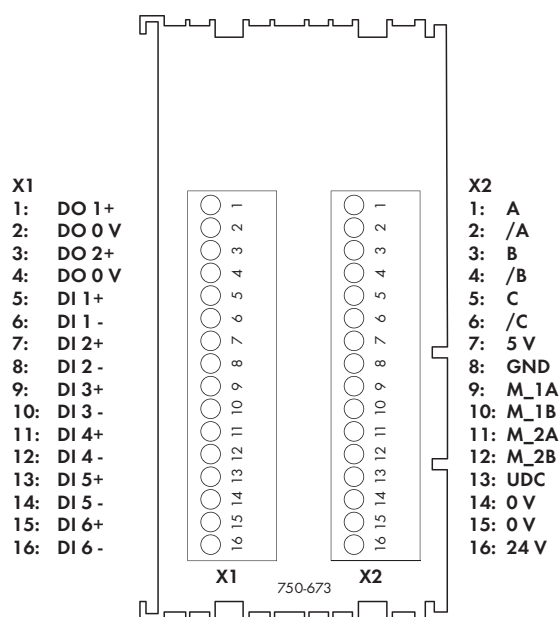 X1
1: DO 1+
2: DO 0 V
3: DO 2+
4: DO 0 V
5: DI 1+
6: DI 1 -
7: DI 2+
8: DI 2 -
9: DI 3+
10: DI 3 -
11: DI 4+
12: DI 4 -
13: DI 5+
14: DI 5 -
15: DI 6+
16: DI 6 -
1
2
3
4
5
6
7
8
9
10
11
12
13
14
15
16
X1
1
2
3
4
5
6
7
8
9
10
11
12
13
14
15
16
X2
750-673
X2
1: A
2: /A
3: B
4: /B
5: C
6: /C
7: 5 V
8: GND
9: M_1A
10: M_1B
11: M_2A
12: M_2B
13: UDC
14: 0 V
15: 0 V
16: 24 V